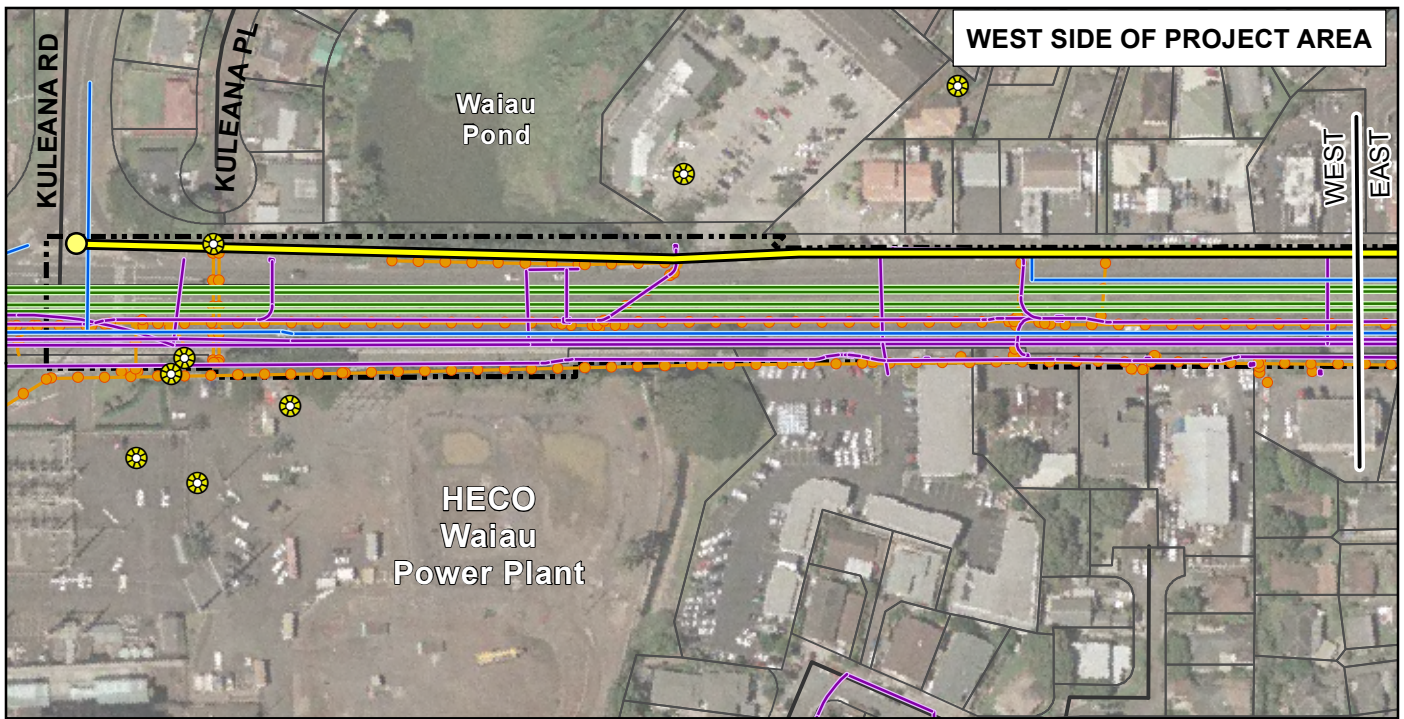 WEST SIDE OF PROJECT AREA
KULEANA RD
KULEANA PL
Waiau
Pond
WEST
EAST
HECO
Waiau
Power Plant